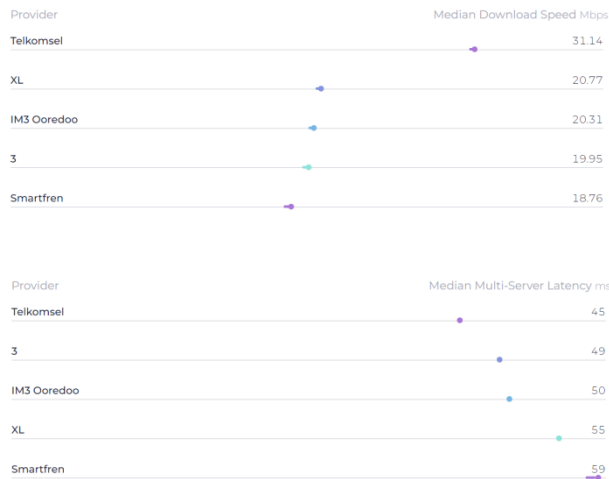 Provider Median Download Speed Mbps
Telkomsel 31.14
XL 20.77
IM3 Ooredoo 20.31
3 19.95
Smartfren 18.76
Provider Median Multi-Server Latency ms
Telkomsel 45
3 49
IM3 Ooredoo 50
XL 55
Smartfren 59